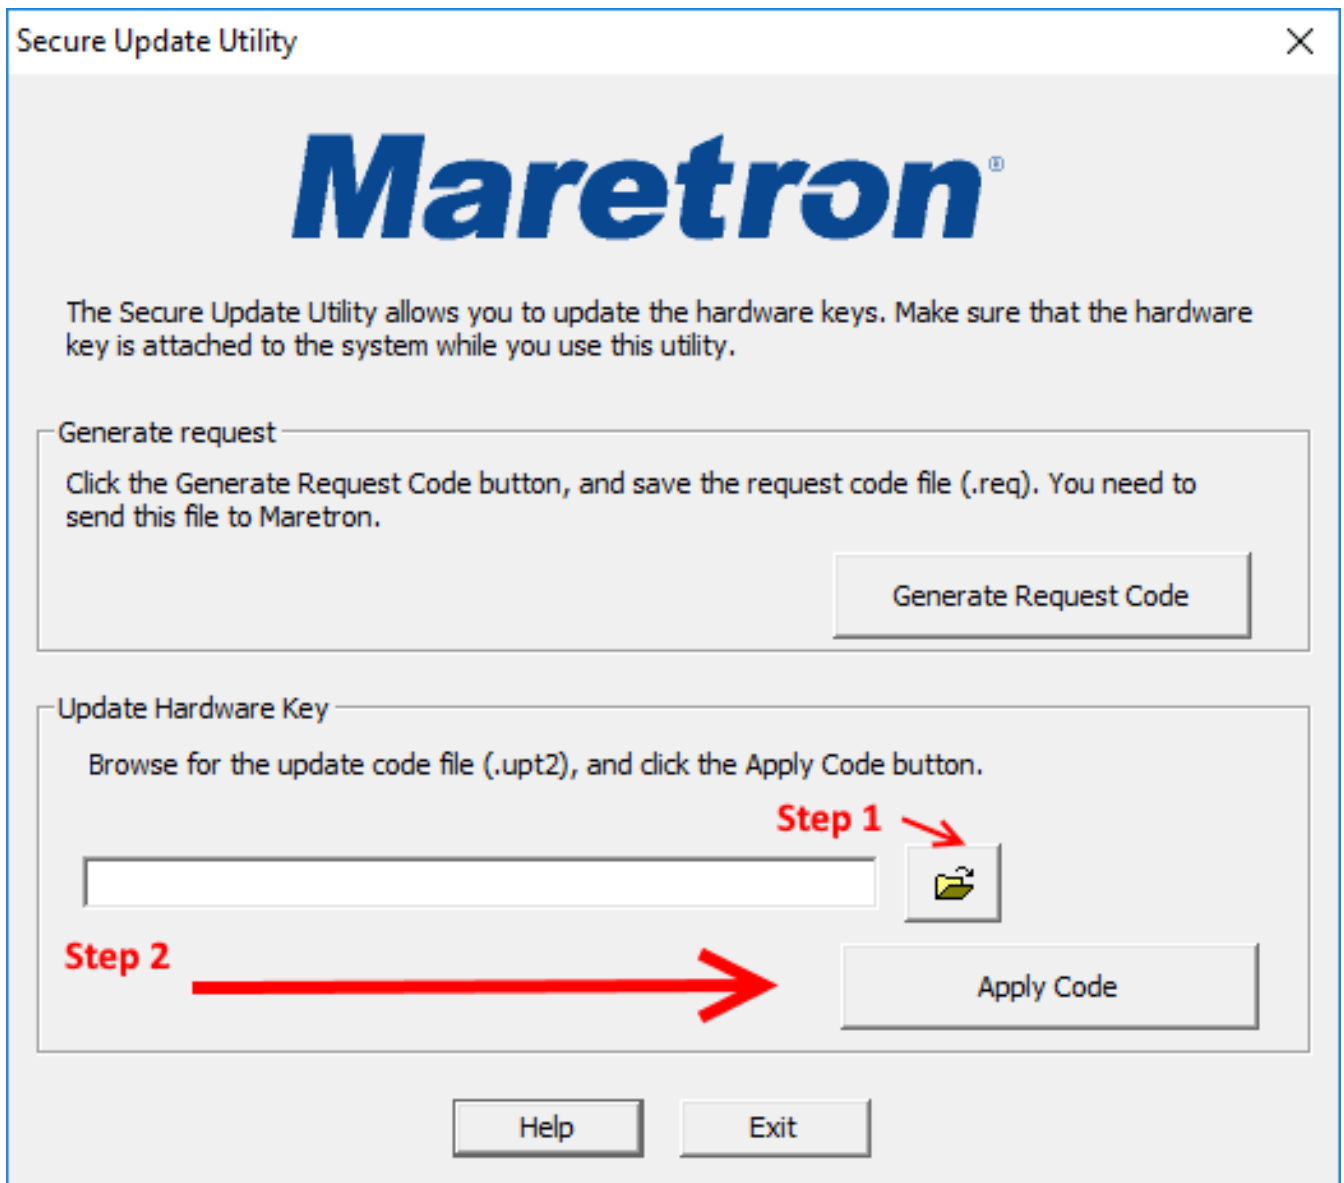 Secure Update Utility
Maretron®
The Secure Update Utility allows you to update the hardware keys. Make sure that the hardware
key is attached to the system while you use this utility.
Generate request
Click the Generate Request Code button, and save the request code file (.req). You need to
send this file to Maretron.
Generate Request Code
Update Hardware Key
Browse for the update code file (.upt2), and click the Apply Code button.
Step 1
Step 2
Apply Code
Help
Exit